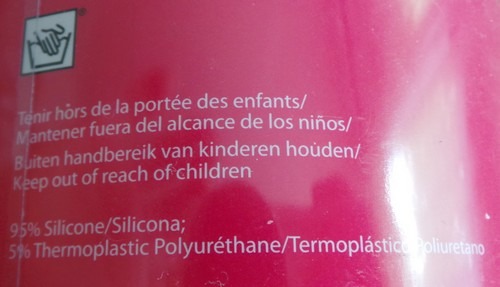 Tenir hors de la portée des enfants/
Mantener fuera del alcance de los niños/
Buiten handbereik van kinderen houden/
Keep out of reach of children
95% Silicone/Silicona;
5% Thermoplastic Polyuréthane/Termoplástico Poliuretano